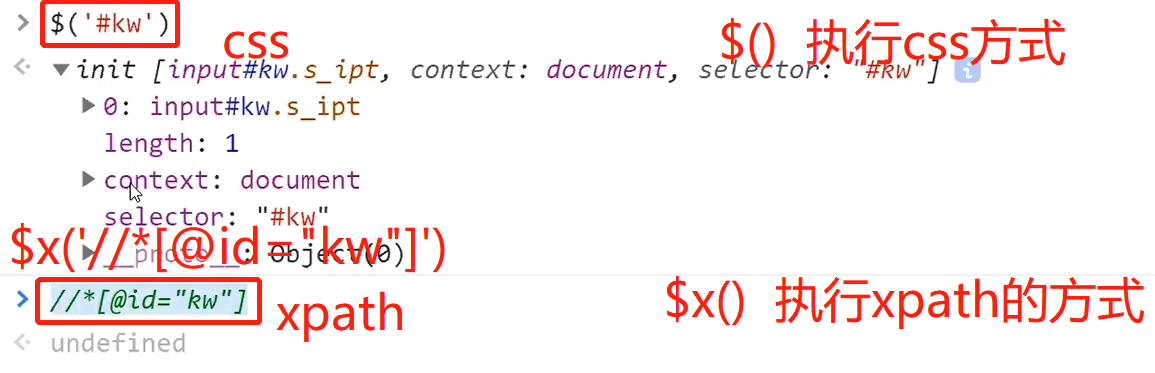 > $('#kw')
css
$() 执行css方式
init [input#kw.s_ipt, context: document, selector: "#kw"] i
0: input#kw.s_ipt
length: 1
context: document
selector: "#kw"
$x('//*[@id="kw"]')
__proto__: Object(0)
> //*[@id="kw"]
xpath
$x() 执行xpath的方式
undefined